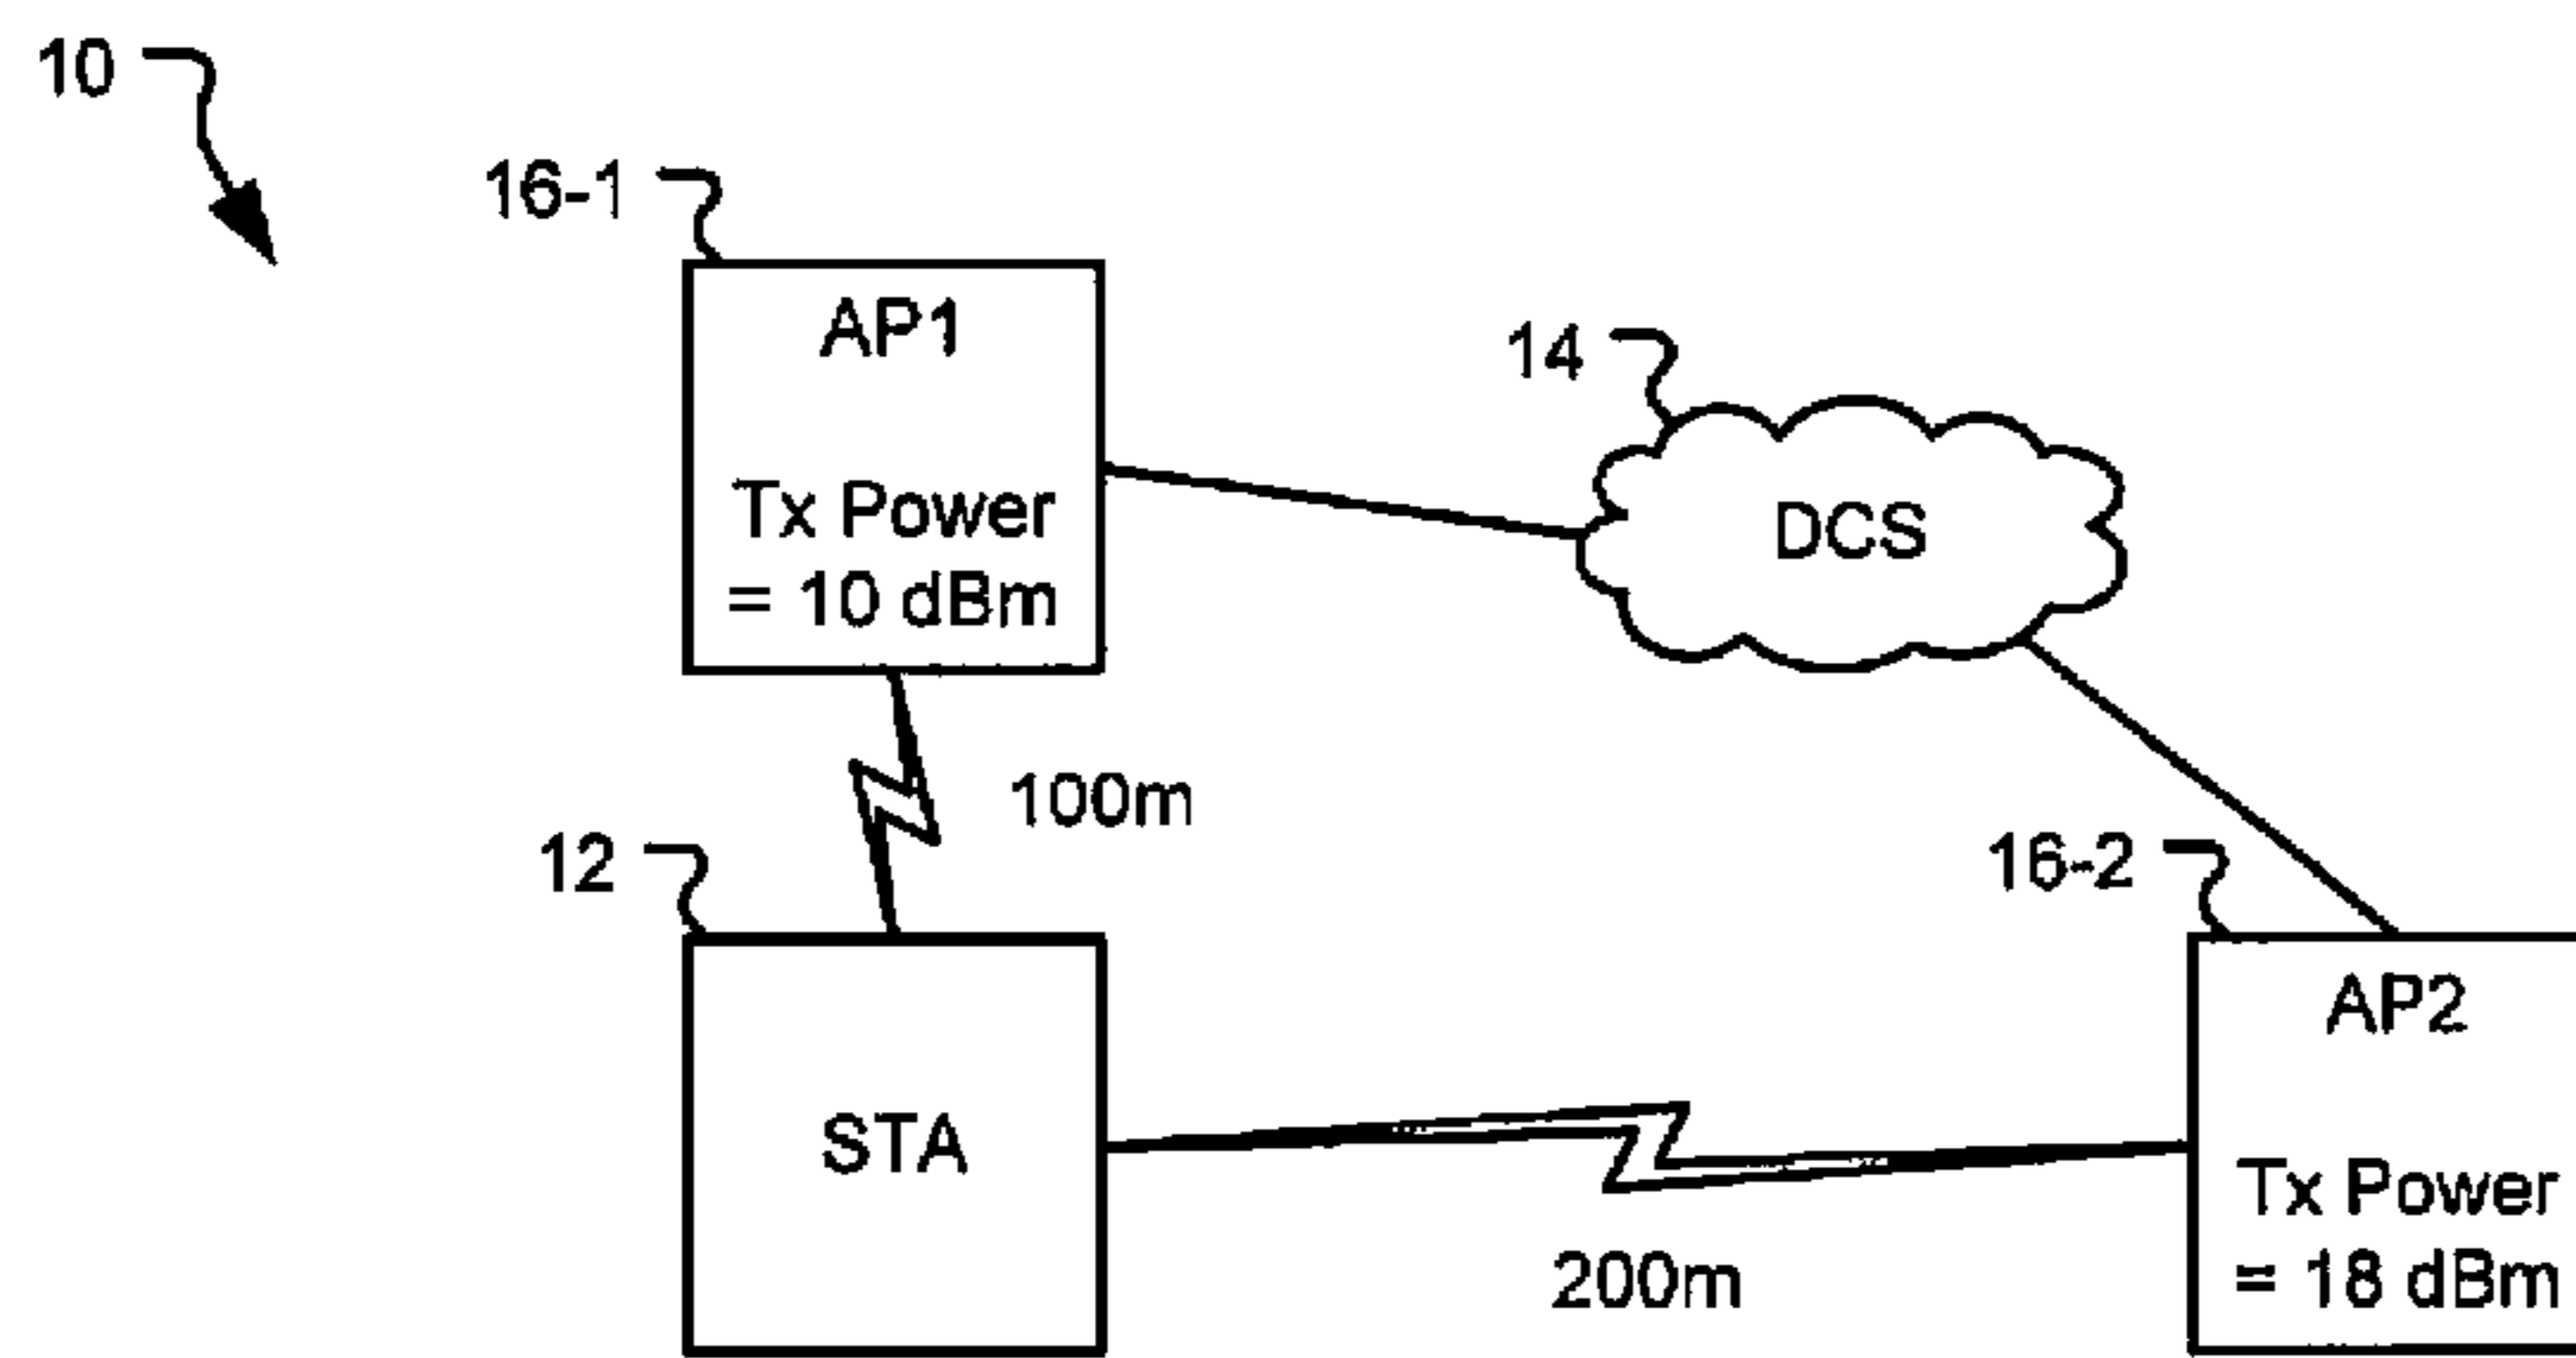 10
16-1
AP1
Tx Power
= 10 dBm
14
DCS
100m
12
STA
16-2
AP2
Tx Power
= 18 dBm
200m